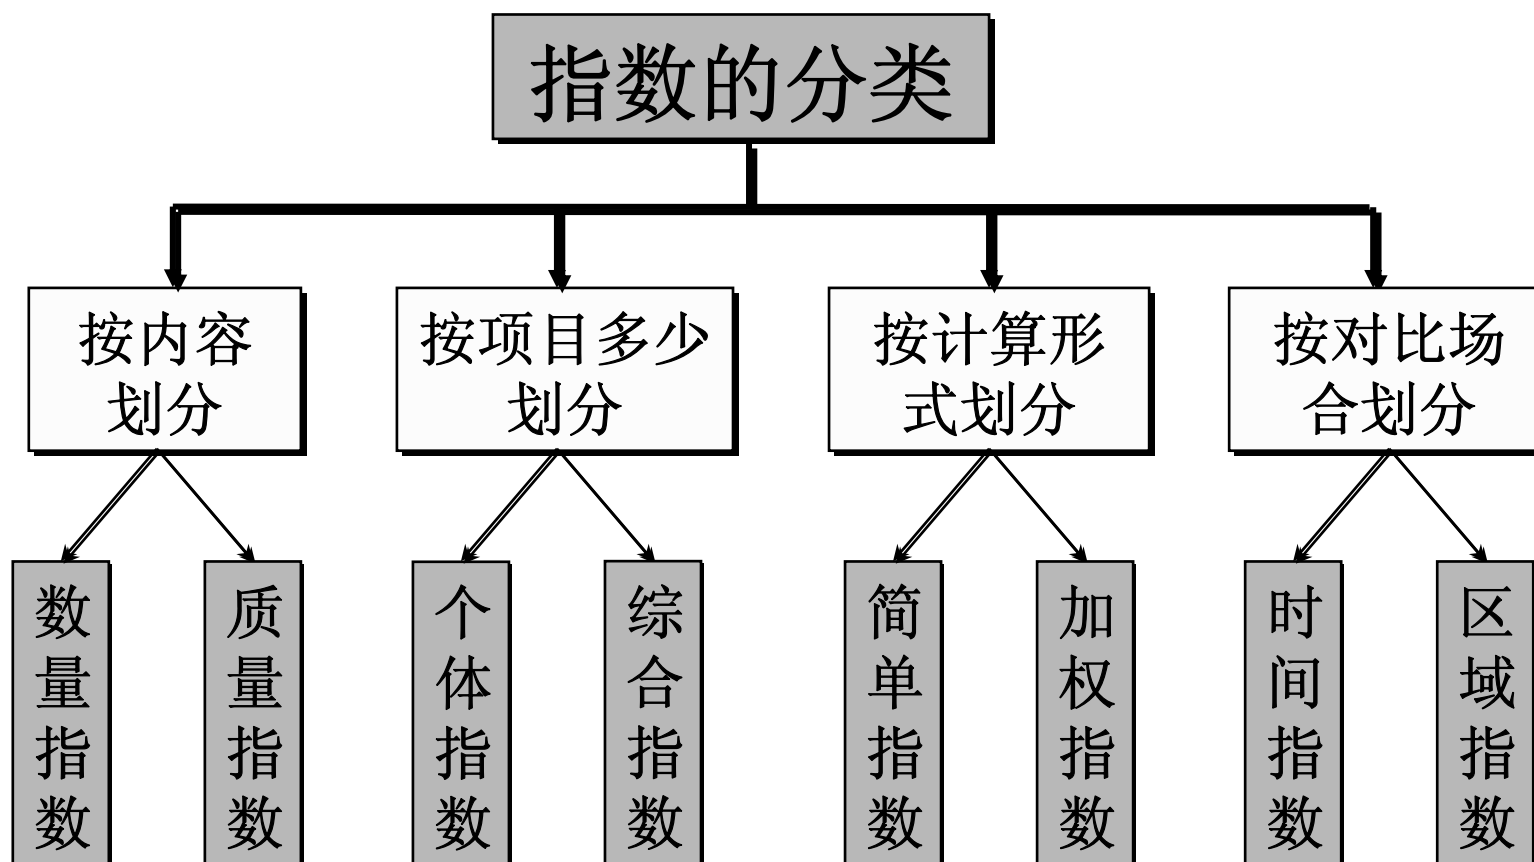 指数的分类
按内容
划分
按项目多少
划分
按计算形
式划分
按对比场
合划分
数量指数
质量指数
个体指数
综合指数
简单指数
加权指数
时间指数
区域指数